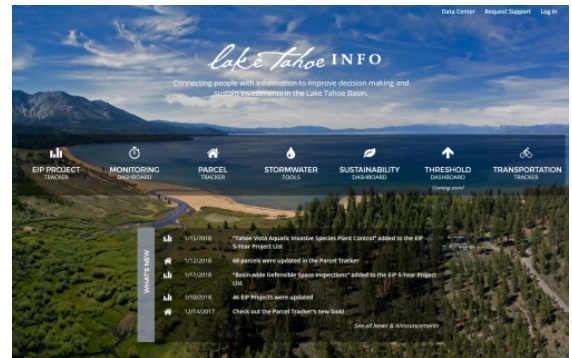 Data Center Request Support Log In
lake Tahoe INFO
Connecting people with information to improve decision making and
sustain investments in the Lake Tahoe Basin.
EIP PROJECT MONITORING PARCEL STORMWATER SUSTAINABILITY THRESHOLD TRANSPORTATION
TRACKER DASHBOARD TRACKER TOOLS DASHBOARD DASHBOARD TRACKER
Coming soon!
WHAT'S NEW
1/15/2018 "Tahoe Vista Aquatic Invasive Species Plant Control" added to the EIP
5-Year Project List
1/12/2018 68 parcels were updated in the Parcel Tracker
1/12/2018 "Basin-wide Defensible Space Inspections" added to the EIP 5-Year Project
List
1/10/2018 46 EIP Projects were updated
12/14/2017 Check out the Parcel Tracker's new look!
See all News & Announcements